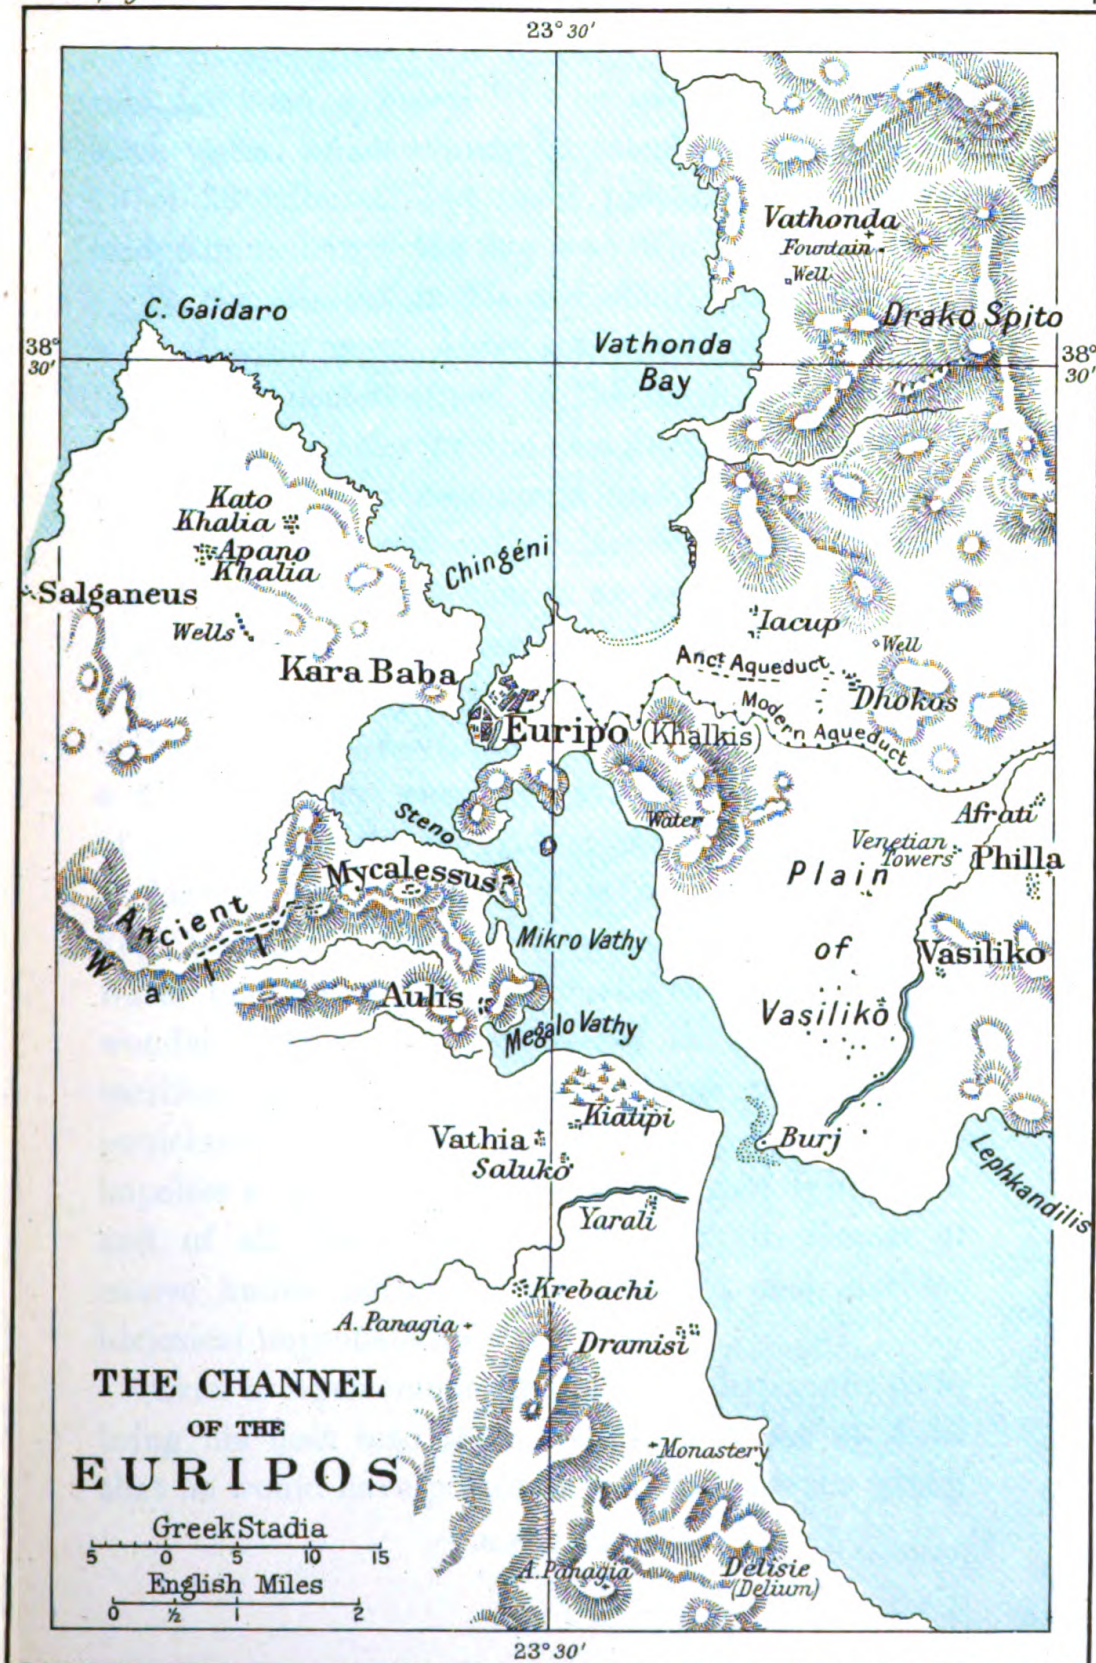 23° 30'
C. Gaidaro
Vathonda
Fountain
Well
Drako Spito
38°
30'
Vathonda
Bay
38°
30'
Kato
Khalia
Apano
Khalia
Chingéni
Salganeus
Wells
Kara Baba
Iacup
Well
Anct. Aqueduct
Dhokos
Modern Aqueduct
Euripo (Khalkis)
Steno
Water
Afrati
Venetian
Towers
Philla
Plain
of
Vasiliko
Mycalessus
Ancient
Wall
Mikro Vathy
Vasiliko
Aulis
Megalo Vathy
Kiatipi
Vathia
Saluko
Burj
Lephkandilis
Yarali
Krebachi
A. Panagia
Dramisi
THE CHANNEL
OF THE
EURIPOS
Monastery
Greek Stadia
5 0 5 10 15
English Miles
0 ½ 1 2
A. Panagia
Delisie
(Delium)
23° 30'